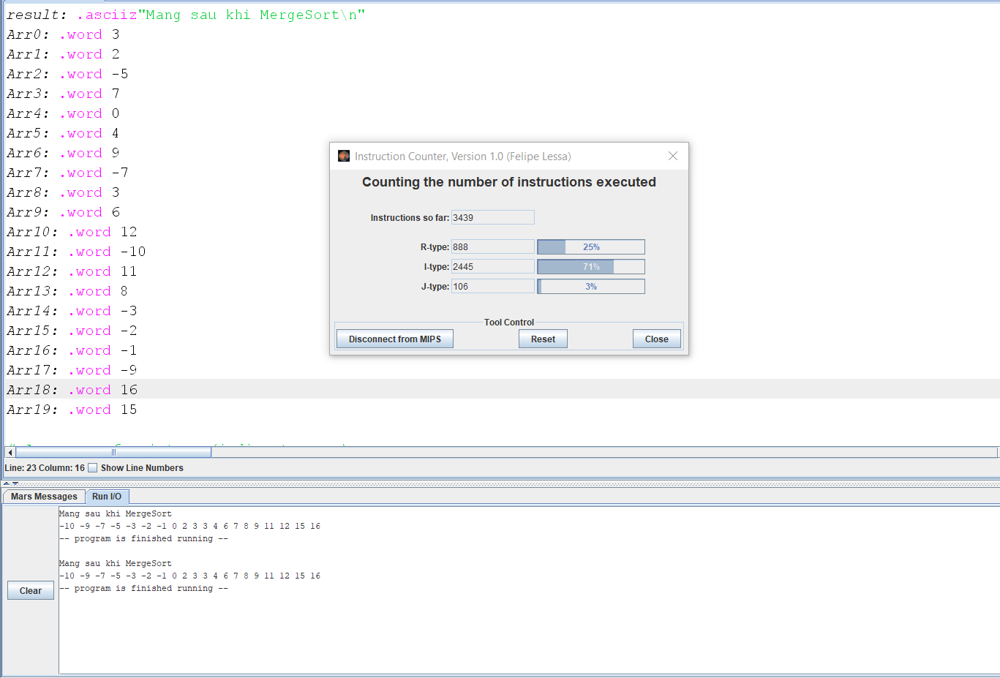 result: .asciiz"Mang sau khi MergeSort\n"
Arr0: .word 3
Arr1: .word 2
Arr2: .word -5
Arr3: .word 7
Arr4: .word 0
Arr5: .word 4
Arr6: .word 9
Arr7: .word -7
Arr8: .word 3
Arr9: .word 6
Arr10: .word 12
Arr11: .word -10
Arr12: .word 11
Arr13: .word 8
Arr14: .word -3
Arr15: .word -2
Arr16: .word -1
Arr17: .word -9
Arr18: .word 16
Arr19: .word 15
Instruction Counter, Version 1.0 (Felipe Lessa)
Counting the number of instructions executed
Instructions so far: 3439
R-type: 888 25%
I-type: 2445 71%
J-type: 106 3%
Tool Control
Disconnect from MIPS Reset Close
Line: 23 Column: 16 Show Line Numbers
Mars Messages Run I/O
Clear
Mang sau khi MergeSort
-10 -9 -7 -5 -3 -2 -1 0 2 3 3 4 6 7 8 9 11 12 15 16
-- program is finished running --
Mang sau khi MergeSort
-10 -9 -7 -5 -3 -2 -1 0 2 3 3 4 6 7 8 9 11 12 15 16
-- program is finished running --